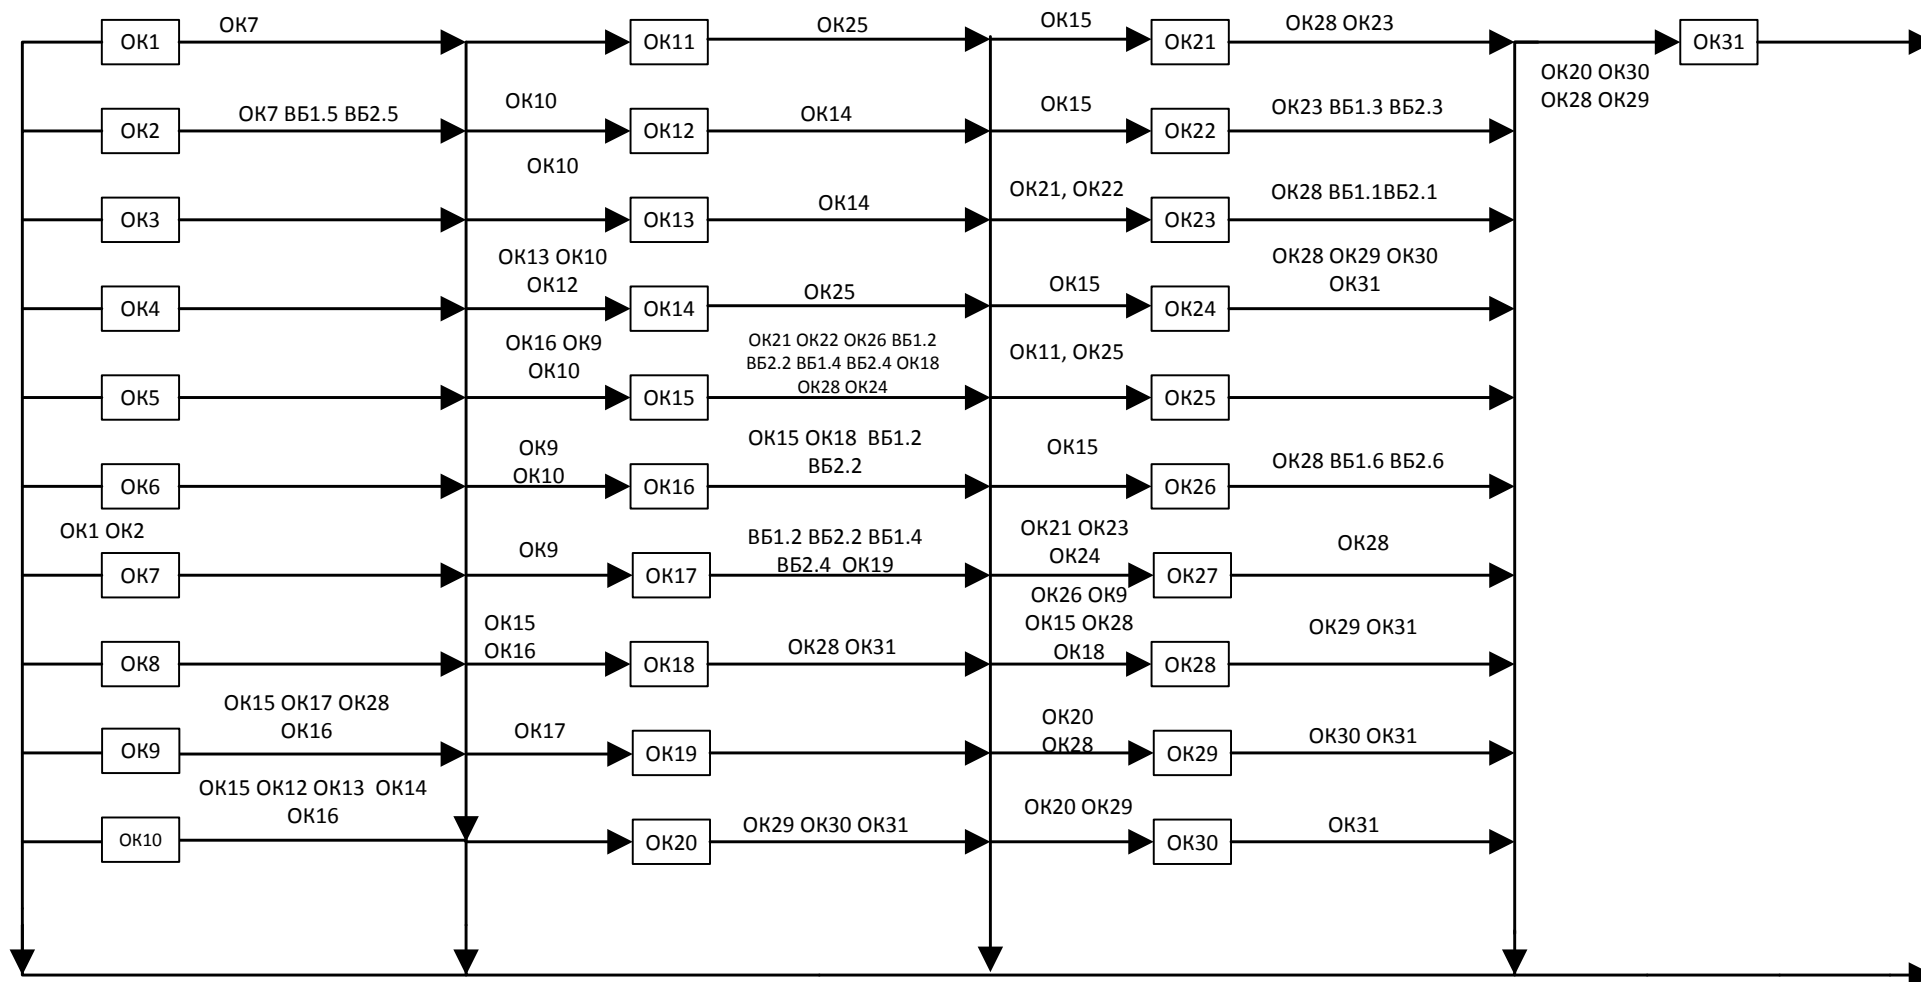 ОК1
ОК7
ОК11
ОК25
ОК15
ОК21
ОК28 ОК23
ОК31
ОК20 ОК30
ОК28 ОК29
ОК2
ОК7 ВБ1.5 ВБ2.5
ОК10
ОК12
ОК14
ОК15
ОК22
ОК23 ВБ1.3 ВБ2.3
ОК3
ОК10
ОК13
ОК14
ОК21, ОК22
ОК23
ОК28 ВБ1.1ВБ2.1
ОК4
ОК13 ОК10
ОК12
ОК14
ОК25
ОК15
ОК24
ОК28 ОК29 ОК30
ОК31
ОК5
ОК16 ОК9
ОК10
ОК15
ОК21 ОК22 ОК26 ВБ1.2
ВБ2.2 ВБ1.4 ВБ2.4 ОК18
ОК28 ОК24
ОК11, ОК25
ОК25
ОК6
ОК9
ОК10
ОК16
ОК15 ОК18 ВБ1.2
ВБ2.2
ОК15
ОК26
ОК28 ВБ1.6 ВБ2.6
ОК1 ОК2
ОК7
ОК9
ОК17
ВБ1.2 ВБ2.2 ВБ1.4
ВБ2.4 ОК19
ОК21 ОК23
ОК24
ОК27
ОК28
ОК8
ОК15
ОК16
ОК18
ОК28 ОК31
ОК26 ОК9
ОК15 ОК28
ОК18
ОК28
ОК29 ОК31
ОК9
ОК15 ОК17 ОК28
ОК16
ОК17
ОК19
ОК20
ОК28
ОК29
ОК30 ОК31
ОК10
ОК15 ОК12 ОК13 ОК14
ОК16
ОК20
ОК29 ОК30 ОК31
ОК20 ОК29
ОК30
ОК31